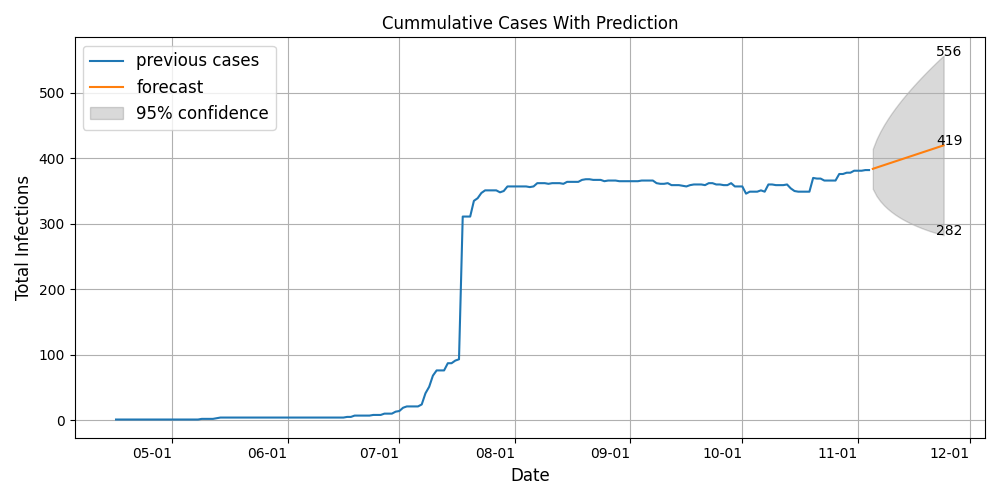 Cummulative Cases With Prediction
previous cases
forecast
95% confidence
556
419
282
500
400
300
200
100
0
Total Infections
05-01 06-01 07-01 08-01 09-01 10-01 11-01 12-01
Date